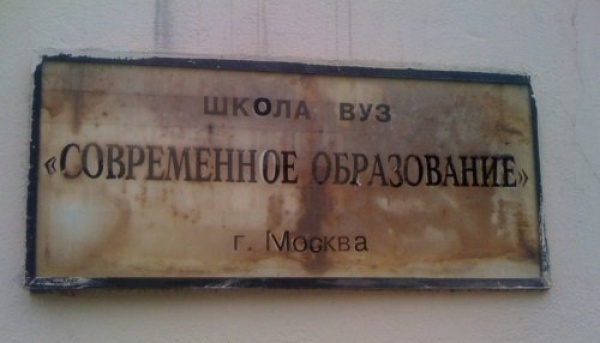 ШКОЛА ВУЗ
«СОВРЕМЕННОЕ ОБРАЗОВАНИЕ»
г. Москва